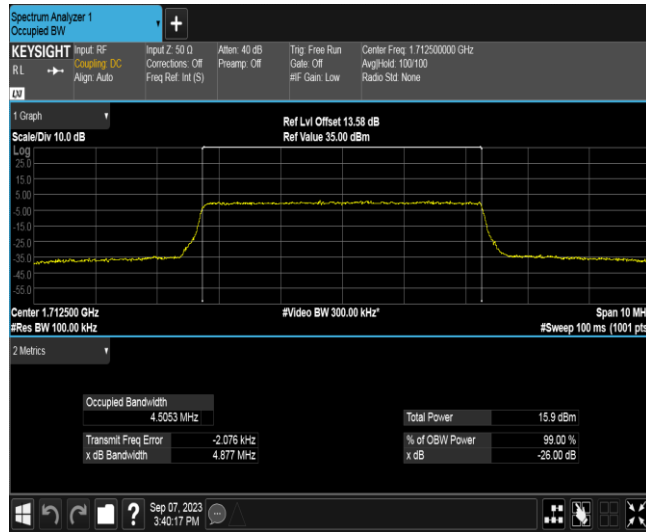 Spectrum Analyzer 1
Occupied BW
KEYSIGHT Input: RF Input Z: 50 Ω Atten: 40 dB Trig: Free Run Center Freq: 1.712500000 GHz
RL Coupling: DC Corrections: Off Preamp: Off Gate: Off Avg|Hold: 100/100
Align: Auto Freq Ref: Int (S) #IF Gain: Low Radio Std: None
LXI
1 Graph
Ref Lvl Offset 13.58 dB
Scale/Div 10.0 dB Ref Value 35.00 dBm
Log
25.0
15.0
5.00
-5.00
-15.0
-25.0
-35.0
-45.0
-55.0
Center 1.712500 GHz #Video BW 300.00 kHz* Span 10 MH
#Res BW 100.00 kHz #Sweep 100 ms (1001 pts
2 Metrics
Occupied Bandwidth
4.5053 MHz Total Power 15.9 dBm
Transmit Freq Error -2.076 kHz % of OBW Power 99.00 %
x dB Bandwidth 4.877 MHz x dB -26.00 dB
Sep 07, 2023
3:40:17 PM